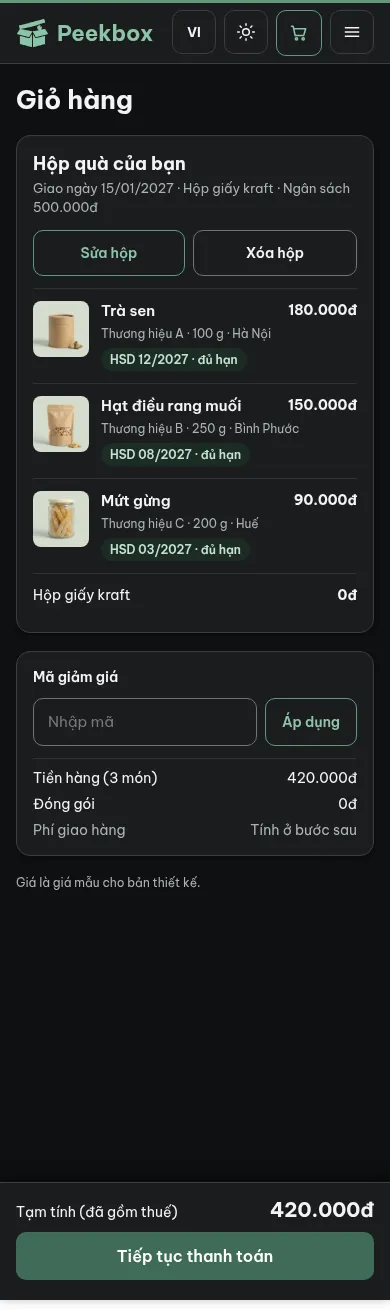 Peekbox
VI
Giỏ hàng
Hộp quà của bạn
Giao ngày 15/01/2027 · Hộp giấy kraft · Ngân sách
500.000đ
Sửa hộp
Xóa hộp
Trà sen
180.000đ
Thương hiệu A · 100 g · Hà Nội
HSD 12/2027 · đủ hạn
Hạt điều rang muối
150.000đ
Thương hiệu B · 250 g · Bình Phước
HSD 08/2027 · đủ hạn
Mứt gừng
90.000đ
Thương hiệu C · 200 g · Huế
HSD 03/2027 · đủ hạn
Hộp giấy kraft
0đ
Mã giảm giá
Nhập mã
Áp dụng
Tiền hàng (3 món)
420.000đ
Đóng gói
0đ
Phí giao hàng
Tính ở bước sau
Giá là giá mẫu cho bản thiết kế.
Tạm tính (đã gồm thuế)
420.000đ
Tiếp tục thanh toán